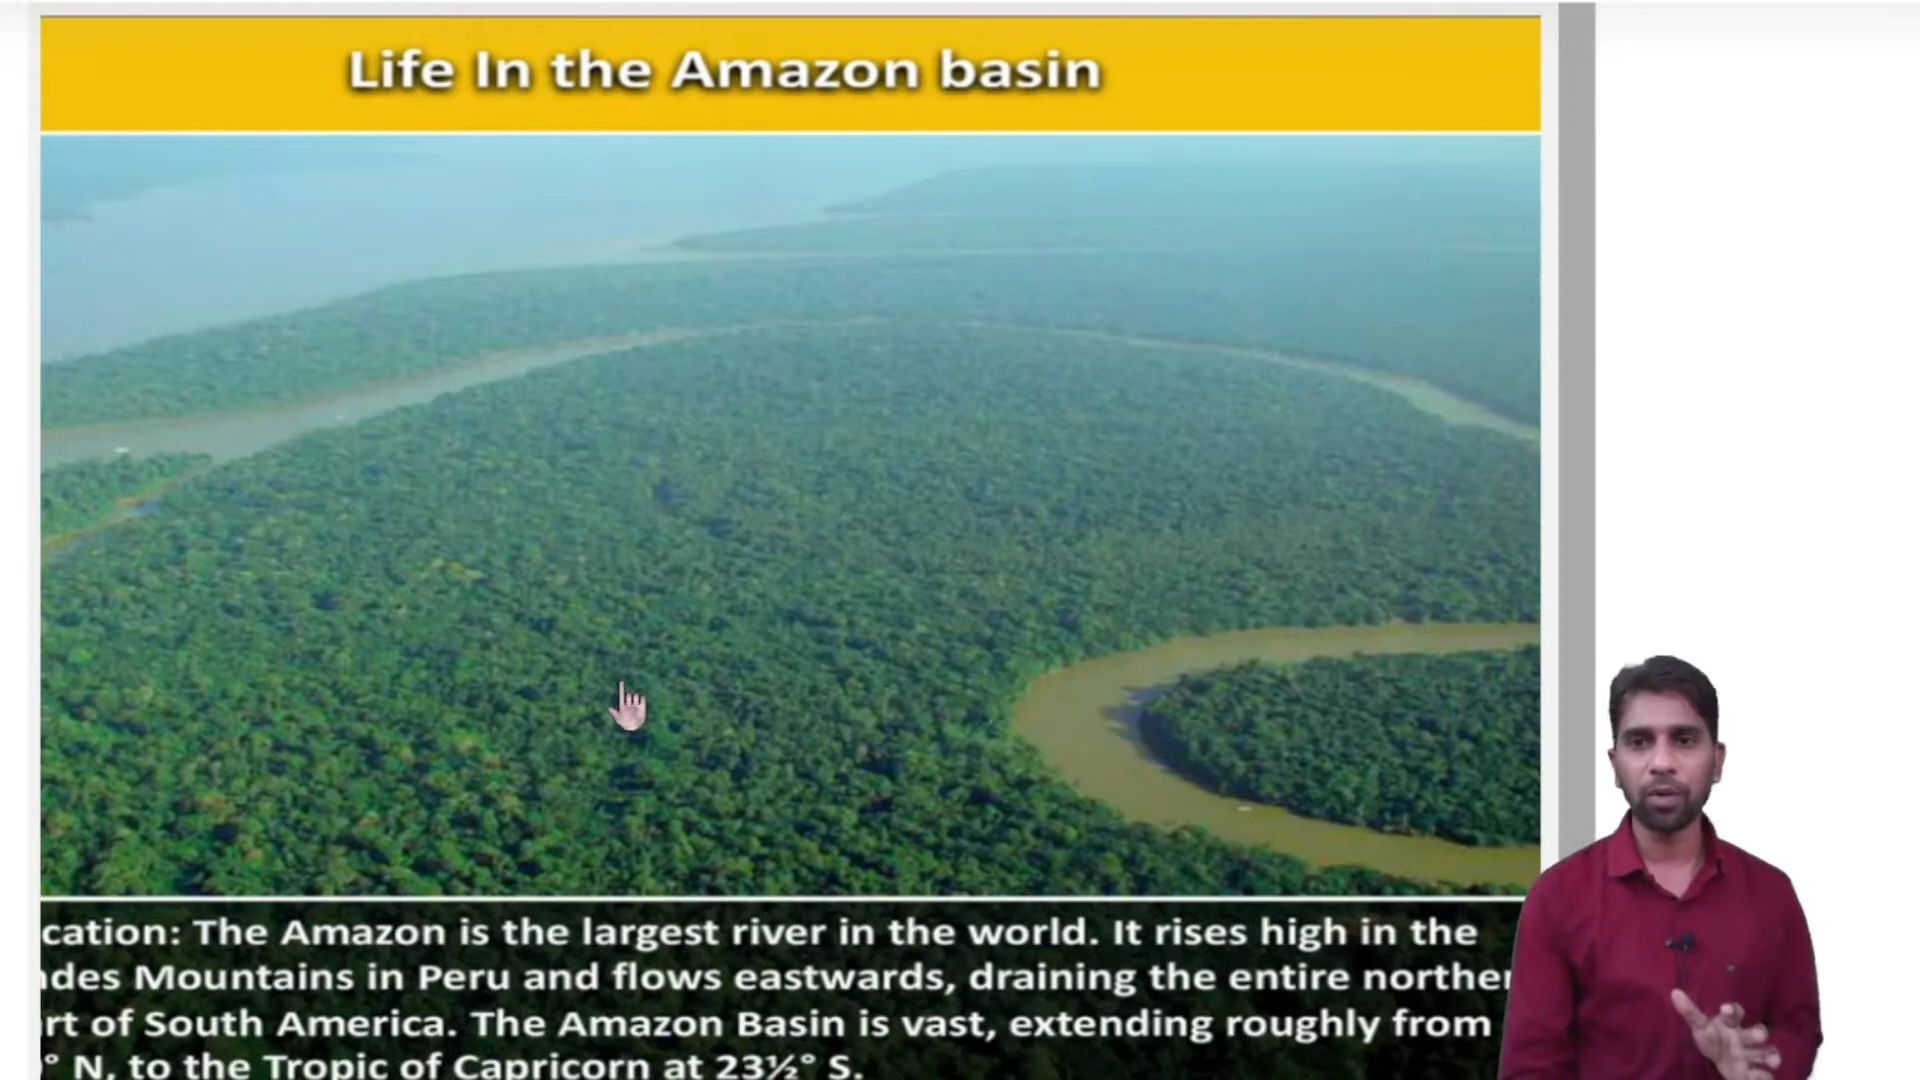 Life In the Amazon basin
cation: The Amazon is the largest river in the world. It rises high in the
ndes Mountains in Peru and flows eastwards, draining the entire norther
rt of South America. The Amazon Basin is vast, extending roughly from
° N, to the Tropic of Capricorn at 23½° S.